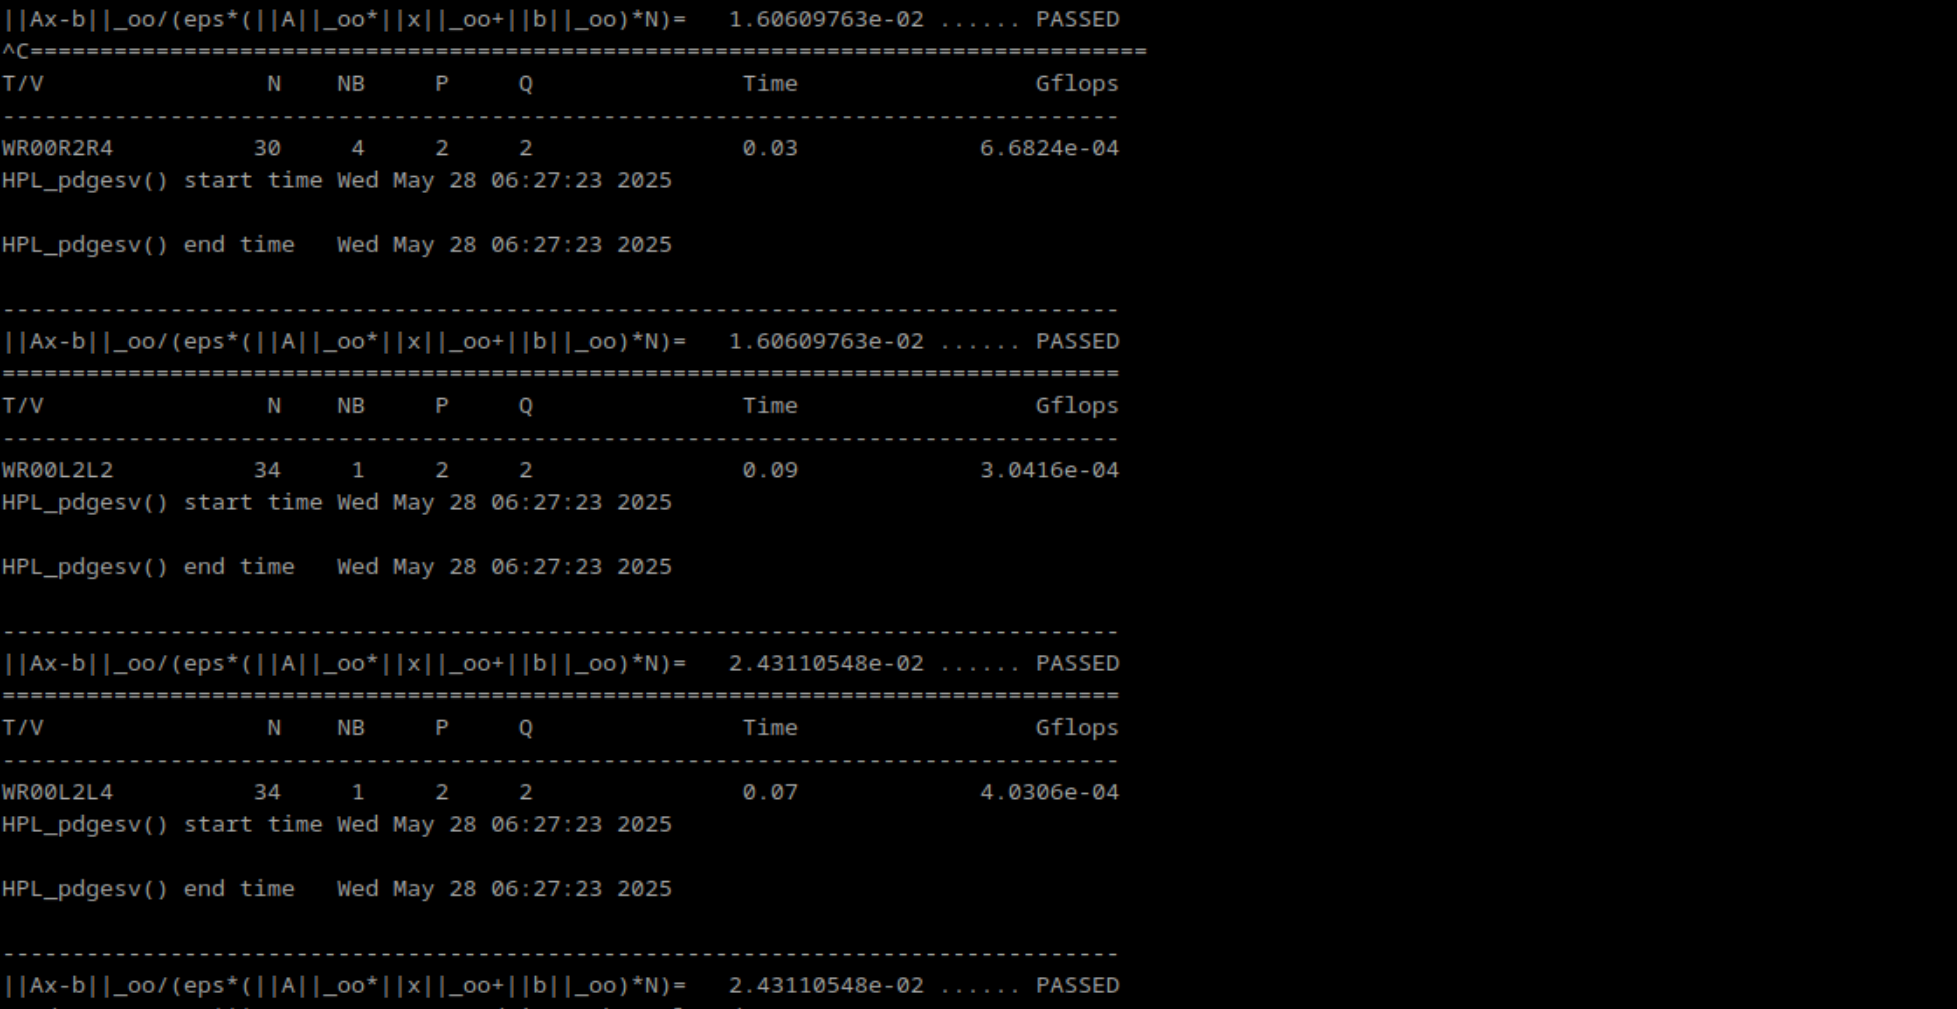 ||Ax-b||_oo/(eps*(||A||_oo*||x||_oo+||b||_oo)*N)=   1.60609763e-02 ...... PASSED
^C================================================================================
T/V                N    NB     P     Q               Time                 Gflops
--------------------------------------------------------------------------------
WR00R2R4          30     4     2     2               0.03             6.6824e-04
HPL_pdgesv() start time Wed May 28 06:27:23 2025
HPL_pdgesv() end time   Wed May 28 06:27:23 2025
--------------------------------------------------------------------------------
||Ax-b||_oo/(eps*(||A||_oo*||x||_oo+||b||_oo)*N)=   1.60609763e-02 ...... PASSED
================================================================================
T/V                N    NB     P     Q               Time                 Gflops
--------------------------------------------------------------------------------
WR00L2L2          34     1     2     2               0.09             3.0416e-04
HPL_pdgesv() start time Wed May 28 06:27:23 2025
HPL_pdgesv() end time   Wed May 28 06:27:23 2025
--------------------------------------------------------------------------------
||Ax-b||_oo/(eps*(||A||_oo*||x||_oo+||b||_oo)*N)=   2.43110548e-02 ...... PASSED
================================================================================
T/V                N    NB     P     Q               Time                 Gflops
--------------------------------------------------------------------------------
WR00L2L4          34     1     2     2               0.07             4.0306e-04
HPL_pdgesv() start time Wed May 28 06:27:23 2025
HPL_pdgesv() end time   Wed May 28 06:27:23 2025
--------------------------------------------------------------------------------
||Ax-b||_oo/(eps*(||A||_oo*||x||_oo+||b||_oo)*N)=   2.43110548e-02 ...... PASSED